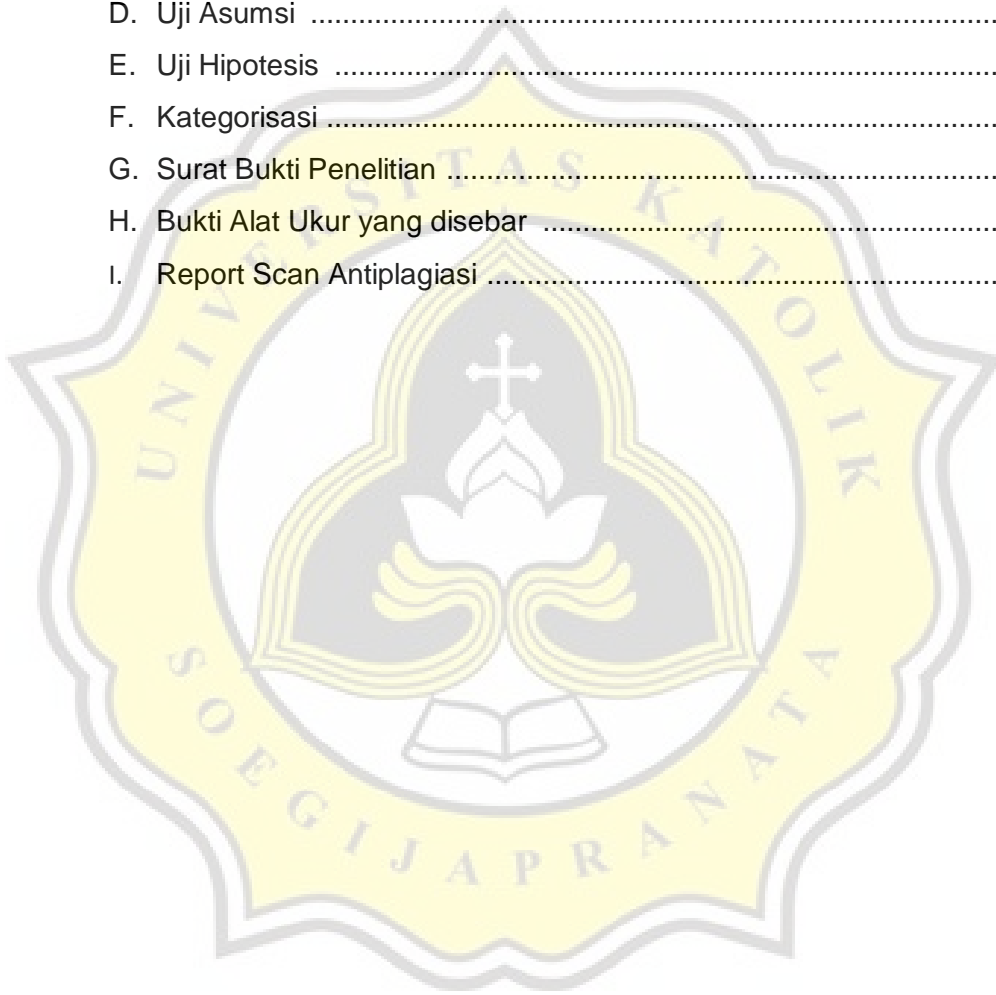 D. Uji Asumsi ........................................................................................
E. Uji Hipotesis .....................................................................................
F. Kategorisasi ......................................................................................
G. Surat Bukti Penelitian .......................................................................
H. Bukti Alat Ukur yang disebar ...........................................................
I. Report Scan Antiplagiasi ..................................................................
UNIVERSITAS KATOLIK
SOEGIJAPRANATA